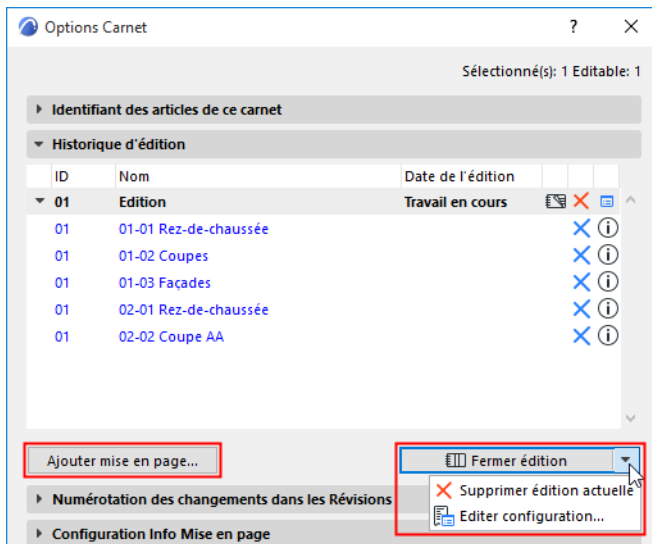 Options Carnet
?
Sélectionné(s): 1 Editable: 1
Identifiant des articles de ce carnet
Historique d'édition
ID Nom Date de l'édition
01 Edition Travail en cours
01 01-01 Rez-de-chaussée
01 01-02 Coupes
01 01-03 Façades
01 02-01 Rez-de-chaussée
01 02-02 Coupe AA
Ajouter mise en page... Fermer édition
Supprimer édition actuelle
Numérotation des changements dans les Révisions
Editer configuration...
Configuration Info Mise en page